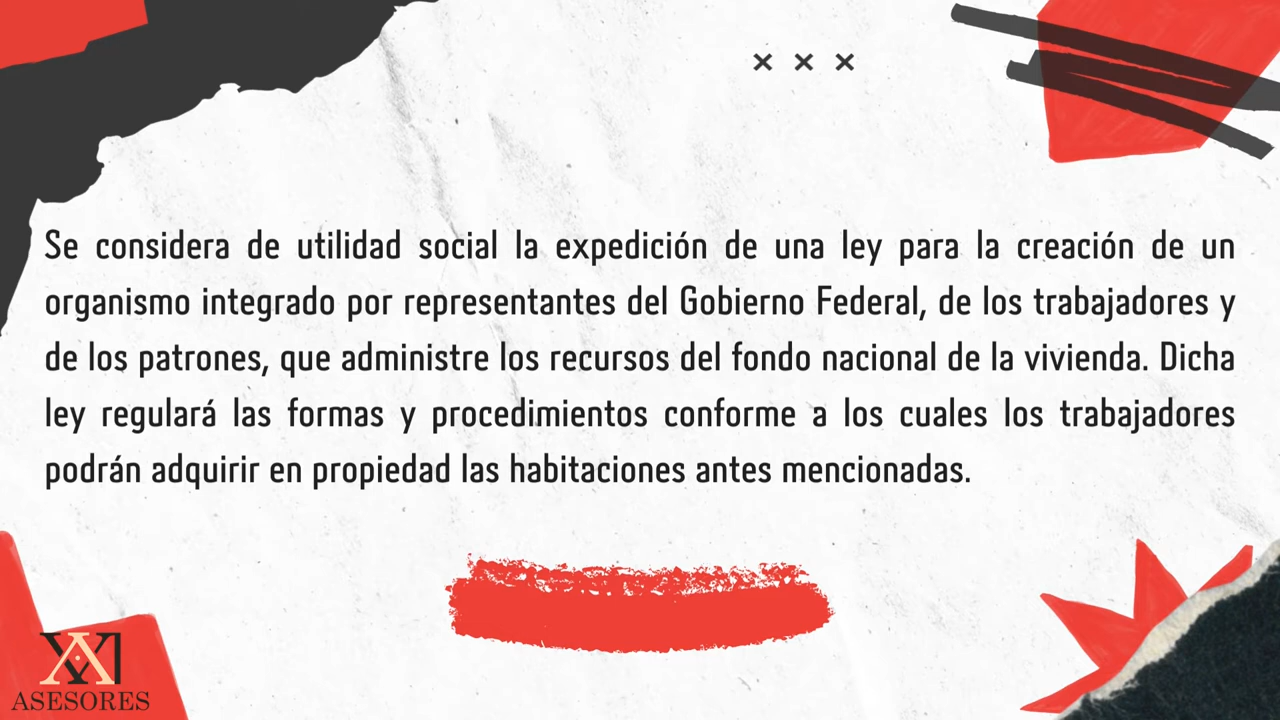 × × ×
Se considera de utilidad social la expedición de una ley para la creación de un
organismo integrado por representantes del Gobierno Federal, de los trabajadores y
de los patrones, que administre los recursos del fondo nacional de la vivienda. Dicha
ley regulará las formas y procedimientos conforme a los cuales los trabajadores
podrán adquirir en propiedad las habitaciones antes mencionadas.
ASESORES